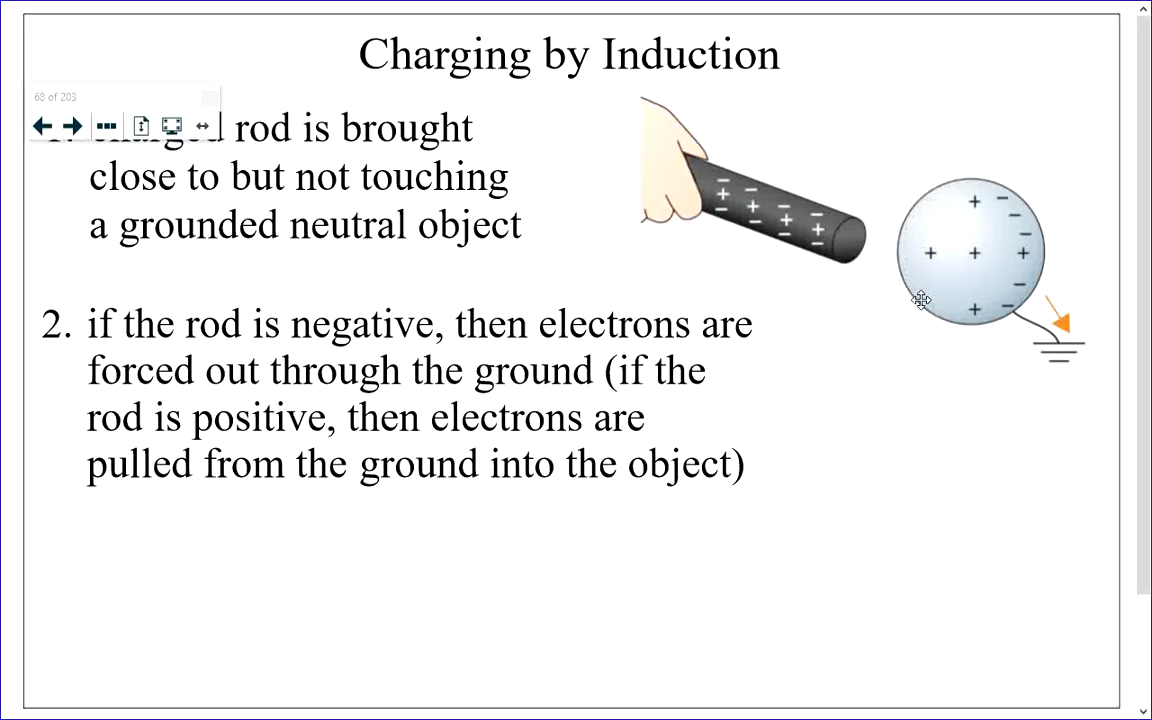 Charging by Induction
68 of 203
rod is brought
close to but not touching
a grounded neutral object
2. if the rod is negative, then electrons are
forced out through the ground (if the
rod is positive, then electrons are
pulled from the ground into the object)